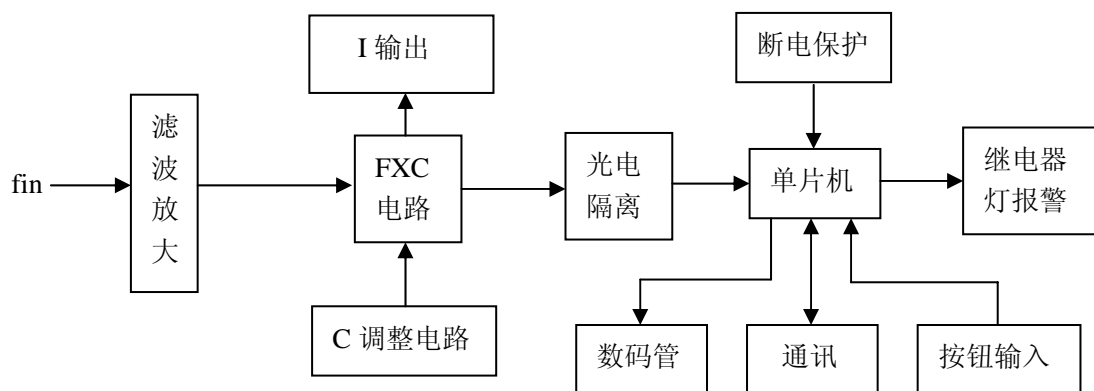 I 输出
断电保护
滤
波
放
大
fin
FXC
电路
光电
隔离
单片机
继电器
灯报警
C 调整电路
数码管
通讯
按钮输入